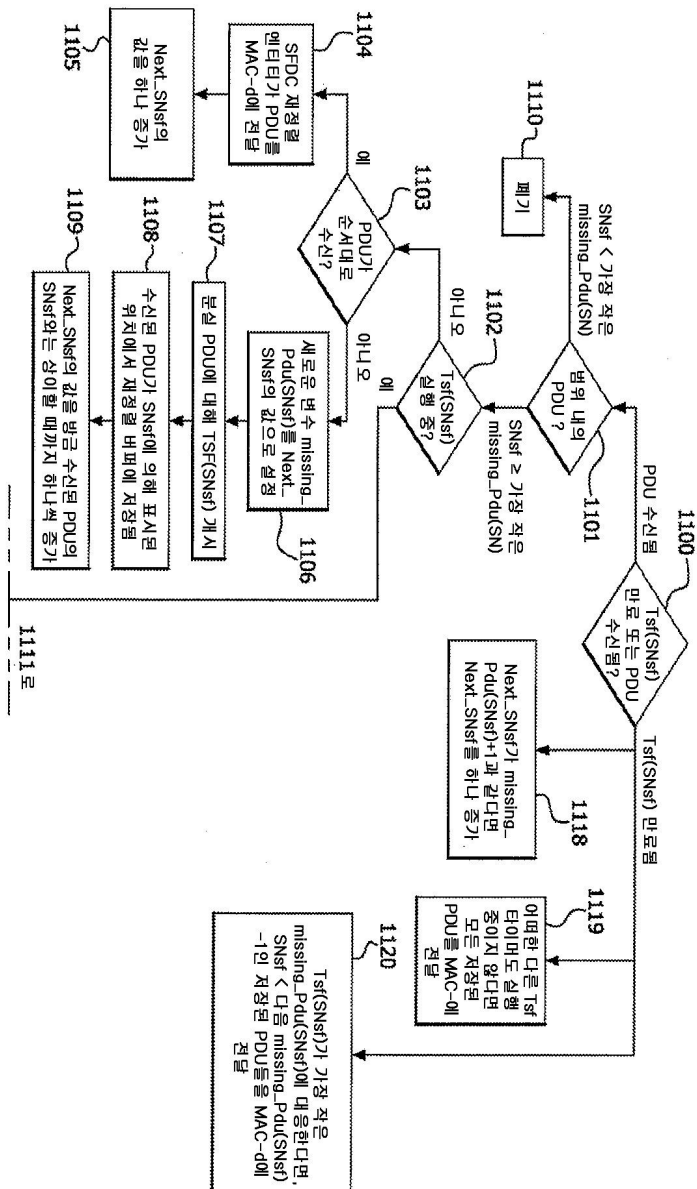 1100
Tsf(SNsf)
만료 또는 PDU
수신됨?
PDU 수신됨
Tsf(SNsf) 만료됨
1101
범위 내의
PDU ?
SNsf < 가장 작은
missing_Pdu(SN)
1110
폐기
SNsf ≥ 가장 작은
missing_Pdu(SN)
1102
Tsf(SNsf)
실행 중?
아니오
예
1103
PDU가
순서대로
수신?
예
아니오
1104
SFDC 재정렬
엔티티가 PDU를
MAC-d에 전달
1105
Next_SNsf의
값을 하나 증가
새로운 변수 missing_
Pdu(SNsf)를 Next_
SNsf의 값으로 설정
1106
1107
분실 PDU에 대해 TSF(SNsf) 개시
1108
수신된 PDU가 SNsf에 의해 표시된
위치에서 재정렬 버퍼에 저장됨
1109
Next_SNsf의 값을 방금 수신된 PDU의
SNsf와는 상이할 때까지 하나씩 증가
1111로
Next_SNsf가 missing_
Pdu(SNsf)+1과 같다면
Next_SNsf를 하나 증가
1118
1119
어떠한 다른 Tsf
타이머도 실행
중이지 않다면
모든 저장된
PDU를 MAC-에
전달
1120
Tsf(SNsf)가 가장 작은
missing_Pdu(SNsf)에 대응한다면,
SNsf < 다음 missing_Pdu(SNsf)
-1인 저장된 PDU들을 MAC-d에
전달